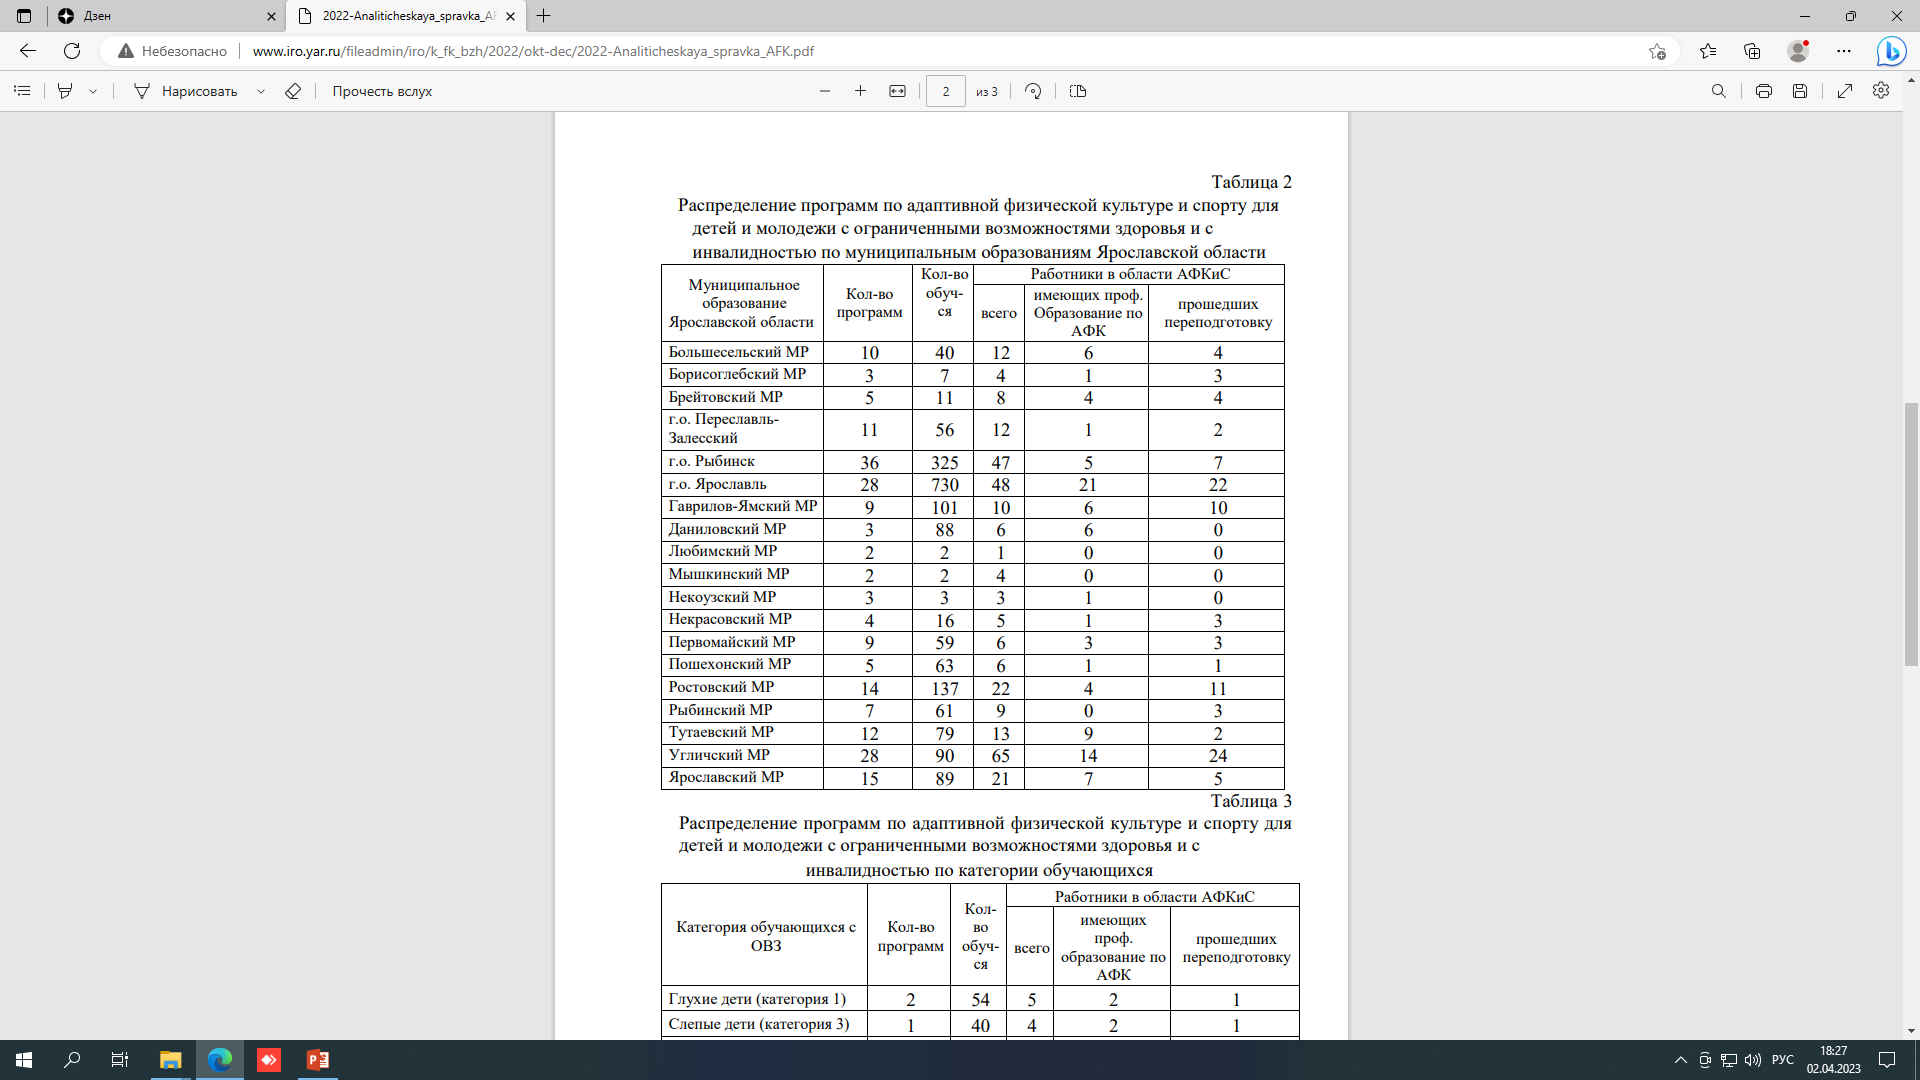 Дзен
2022-Analiticheskaya_spravka_AF
Небезопасно
www.iro.yar.ru/fileadmin/iro/k_fk_bzh/2022/okt-dec/2022-Analiticheskaya_spravka_AFK.pdf
Нарисовать
Прочесть вслух
2 из 3
Таблица 2
Распределение программ по адаптивной физической культуре и спорту для
детей и молодежи с ограниченными возможностями здоровья и с
инвалидностью по муниципальным образованиям Ярославской области
Муниципальное образование Ярославской области
Кол-во программ
Кол-во обуч-ся
Работники в области АФКиС
всего
имеющих проф. Образование по АФК
прошедших переподготовку
Большесельский МР 10 40 12 6 4
Борисоглебский МР 3 7 4 1 3
Брейтовский МР 5 11 8 4 4
г.о. Переславль-Залесский 11 56 12 1 2
г.о. Рыбинск 36 325 47 5 7
г.о. Ярославль 28 730 48 21 22
Гаврилов-Ямский МР 9 101 10 6 10
Даниловский МР 3 88 6 6 0
Любимский МР 2 2 1 0 0
Мышкинский МР 2 2 4 0 0
Некоузский МР 3 3 3 1 0
Некрасовский МР 4 16 5 1 3
Первомайский МР 9 59 6 3 3
Пошехонский МР 5 63 6 1 1
Ростовский МР 14 137 22 4 11
Рыбинский МР 7 61 9 0 3
Тутаевский МР 12 79 13 9 2
Угличский МР 28 90 65 14 24
Ярославский МР 15 89 21 7 5
Таблица 3
Распределение программ по адаптивной физической культуре и спорту для
детей и молодежи с ограниченными возможностями здоровья и с
инвалидностью по категории обучающихся
Категория обучающихся с ОВЗ
Кол-во программ
Кол-во обуч-ся
Работники в области АФКиС
всего
имеющих проф. образование по АФК
прошедших переподготовку
Глухие дети (категория 1) 2 54 5 2 1
Слепые дети (категория 3) 1 40 4 2 1
РУС
18:27
02.04.2023